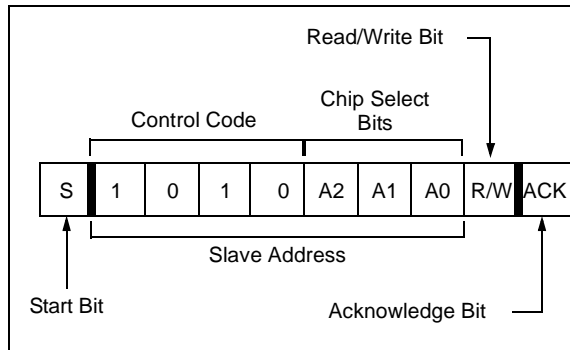 Read/Write Bit
Chip Select
Bits
Control Code
S 1 0 1 0 A2 A1 A0 R/W ACK
Slave Address
Start Bit
Acknowledge Bit